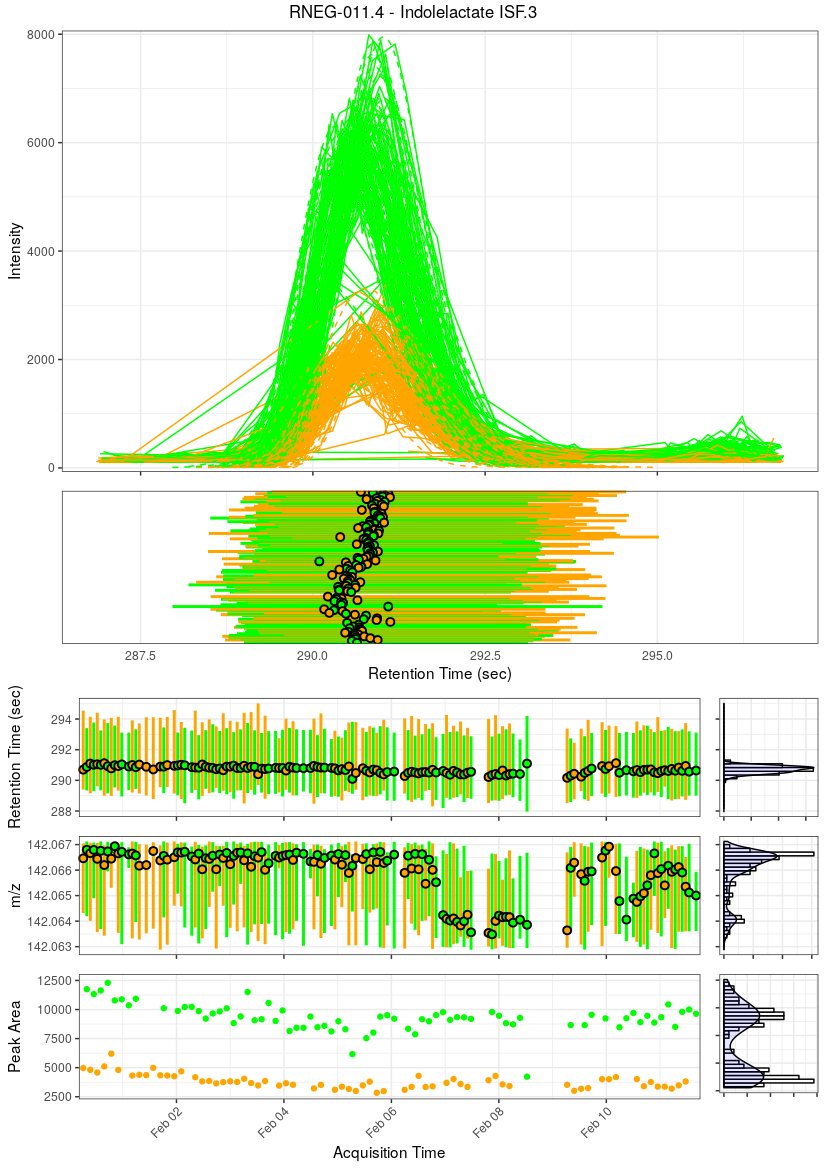 RNEG-011.4 - Indolelactate ISF.3
8000
6000
4000
2000
0
Intensity
287.5 290.0 292.5 295.0
Retention Time (sec)
294
292
290
288
Retention Time (sec)
142.067
142.066
142.065
142.064
142.063
m/z
12500
10000
7500
5000
2500
Peak Area
Feb 02 Feb 04 Feb 06 Feb 08 Feb 10
Acquisition Time